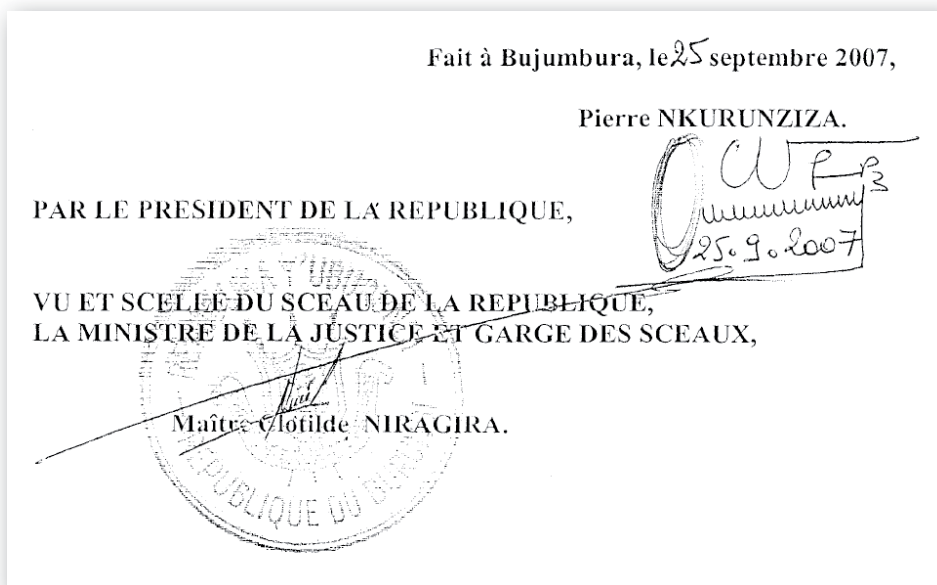 Fait à Bujumbura, le 25 septembre 2007,
Pierre NKURUNZIZA.
25.9.2007
PAR LE PRESIDENT DE LA REPUBLIQUE,
VU ET SCELLE DU SCEAU DE LA REPUBLIQUE,
LA MINISTRE DE LA JUSTICE ET GARGE DES SCEAUX,
Maître Clotilde NIRAGIRA.
REPUBLIQUE DU BURUNDI